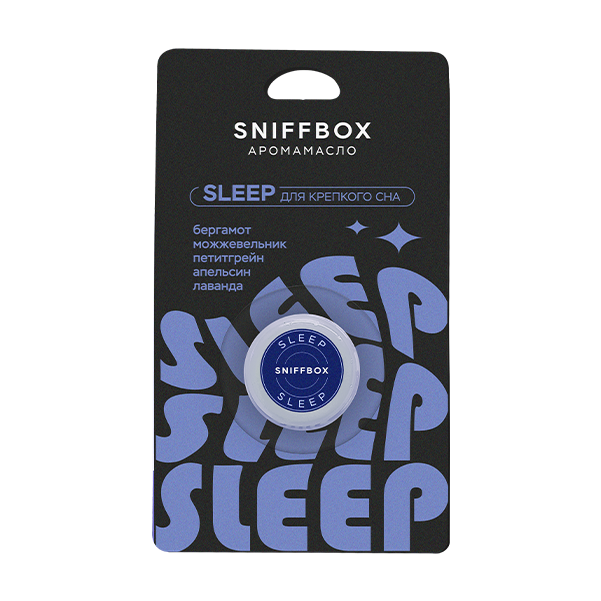 SNIFFBOX
АРОМАМАСЛО
SLEEP ДЛЯ КРЕПКОГО СНА
бергамот
можжевельник
петитгрейн
апельсин
лаванда
SLEEP
SLEEP
SNIFFBOX
SLEEP
SLEEP
SLEEP
SLEEP